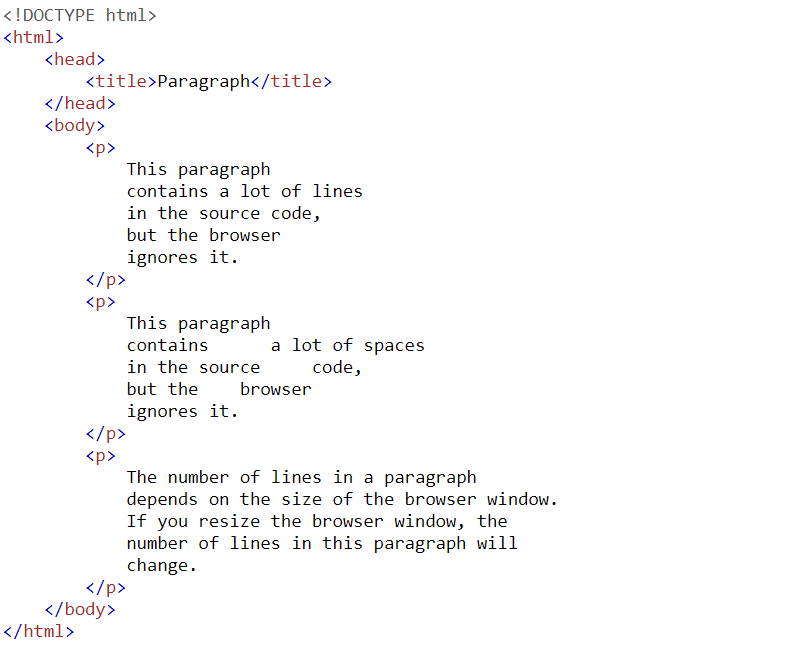 <!DOCTYPE html>
<html>
    <head>
        <title>Paragraph</title>
    </head>
    <body>
        <p>
            This paragraph
            contains a lot of lines
            in the source code,
            but the browser
            ignores it.
        </p>
        <p>
            This paragraph
            contains      a lot of spaces
            in the source     code,
            but the    browser
            ignores it.
        </p>
        <p>
            The number of lines in a paragraph
            depends on the size of the browser window.
            If you resize the browser window, the
            number of lines in this paragraph will
            change.
        </p>
    </body>
</html>